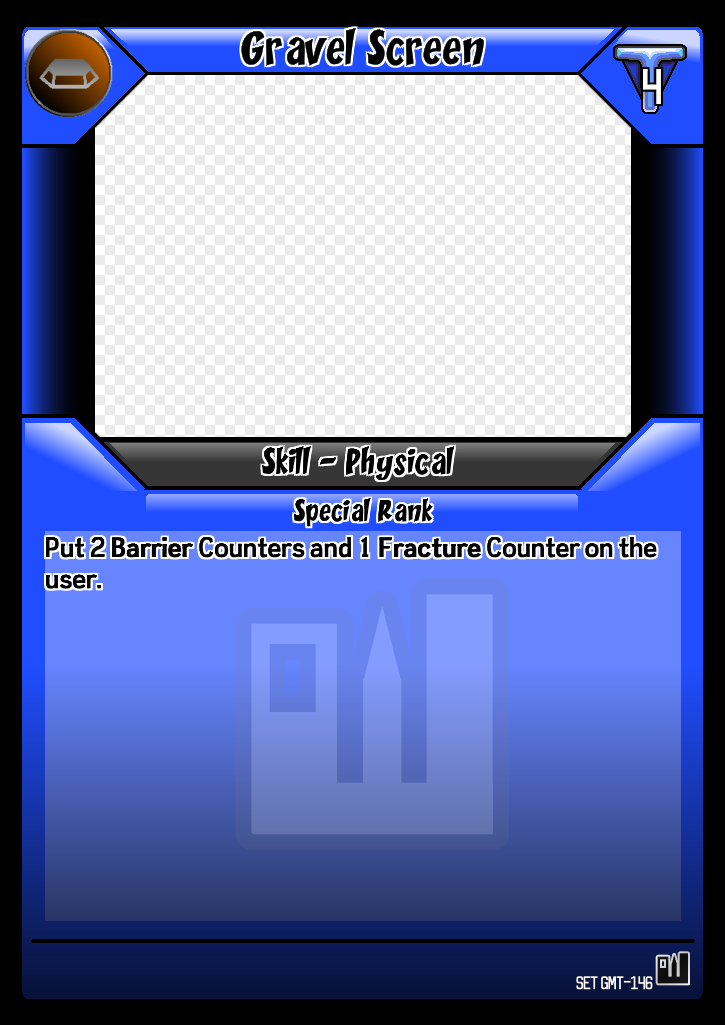 Gravel Screen
4
Skill - Physical
Special Rank
Put 2 Barrier Counters and 1 Fracture Counter on the
user.
SET GMT-146